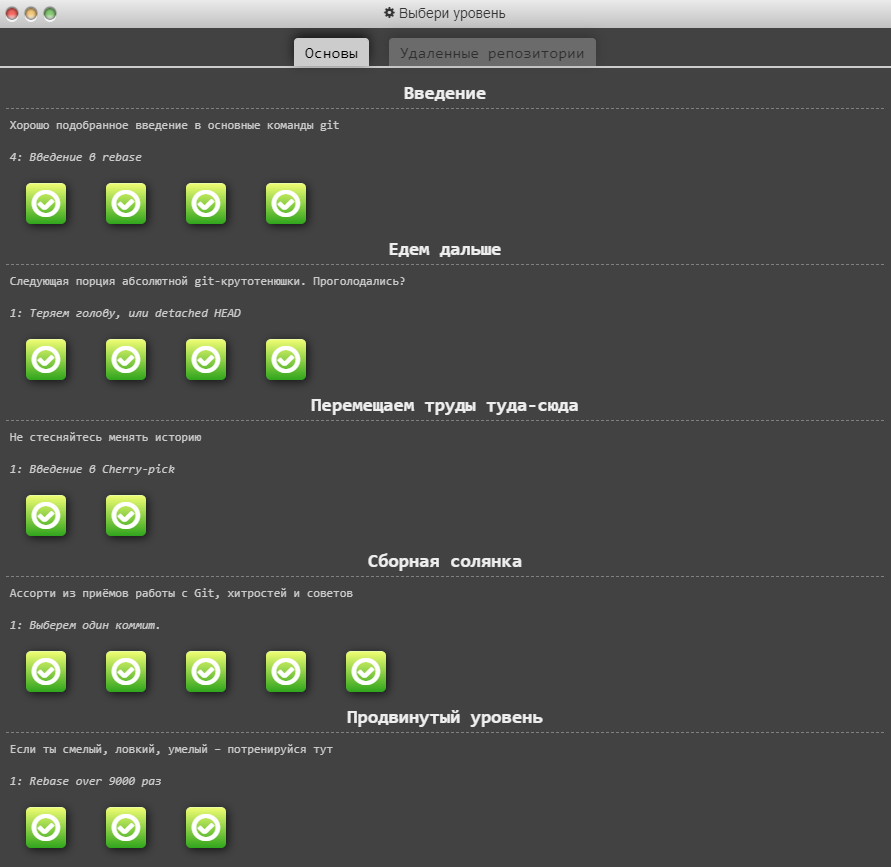 Выбери уровень
Основы
Удаленные репозитории
Введение
Хорошо подобранное введение в основные команды git
4: Введение в rebase
Едем дальше
Следующая порция абсолютной git-крутотенюшки. Проголодались?
1: Теряем голову, или detached HEAD
Перемещаем труды туда-сюда
Не стесняйтесь менять историю
1: Введение в Cherry-pick
Сборная солянка
Ассорти из приёмов работы с Git, хитростей и советов
1: Выберем один коммит.
Продвинутый уровень
Если ты смелый, ловкий, умелый – потренируйся тут
1: Rebase over 9000 раз